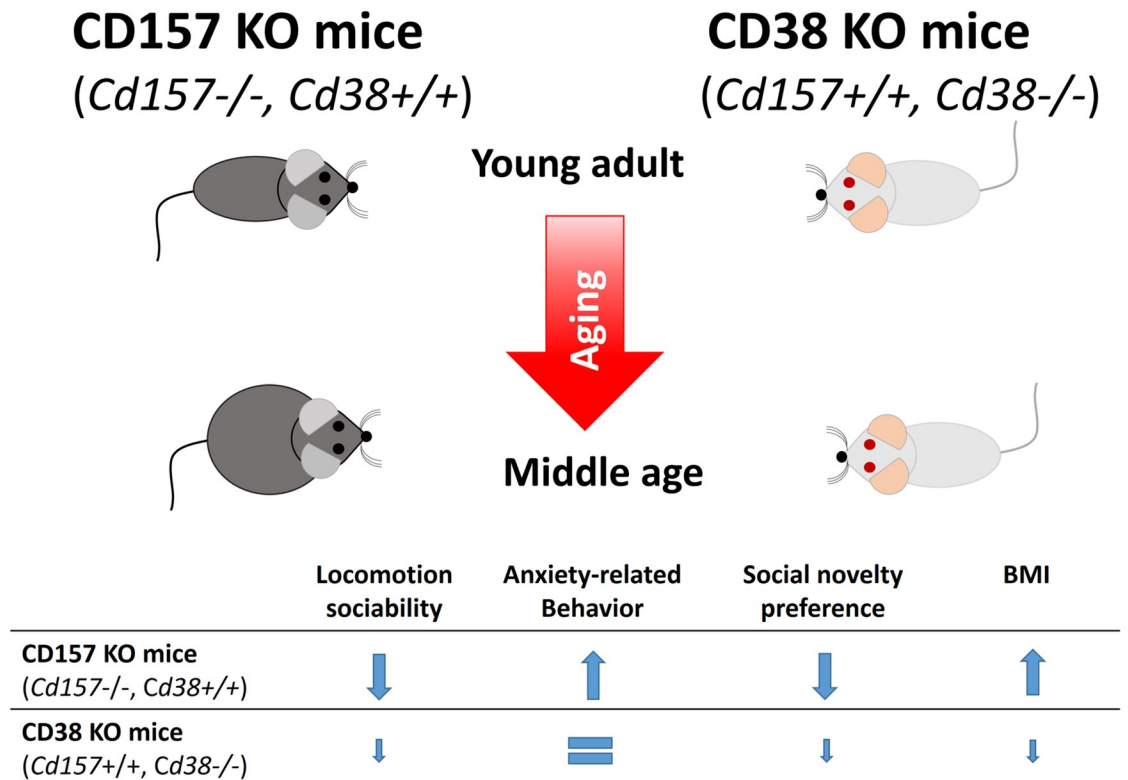 CD157 KO mice
(Cd157-/-, Cd38+/+)
CD38 KO mice
(Cd157+/+, Cd38-/-)
Young adult
Aging
Middle age
Locomotion
sociability
Anxiety-related
Behavior
Social novelty
preference
BMI
CD157 KO mice
(Cd157-/-, Cd38+/+)
CD38 KO mice
(Cd157+/+, Cd38-/-)